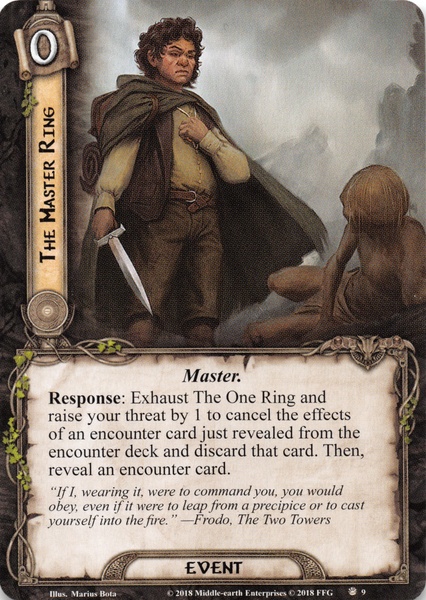 0
THE MASTER RING
Master.
Response: Exhaust The One Ring and
raise your threat by 1 to cancel the effects
of an encounter card just revealed from the
encounter deck and discard that card. Then,
reveal an encounter card.
“If I, wearing it, were to command you, you would
obey, even if it were to leap from a precipice or to cast
yourself into the fire.” —Frodo, The Two Towers
EVENT
Illus. Marius Bota © 2018 Middle-earth Enterprises © 2018 FFG 9